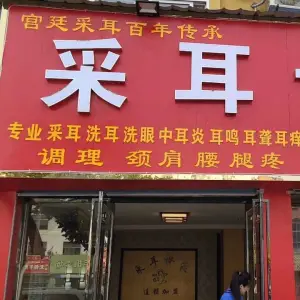 宫廷采耳百年传承
采耳
专业采耳洗耳洗眼中耳炎耳鸣耳聋耳痒
调理 颈肩腰腿疼